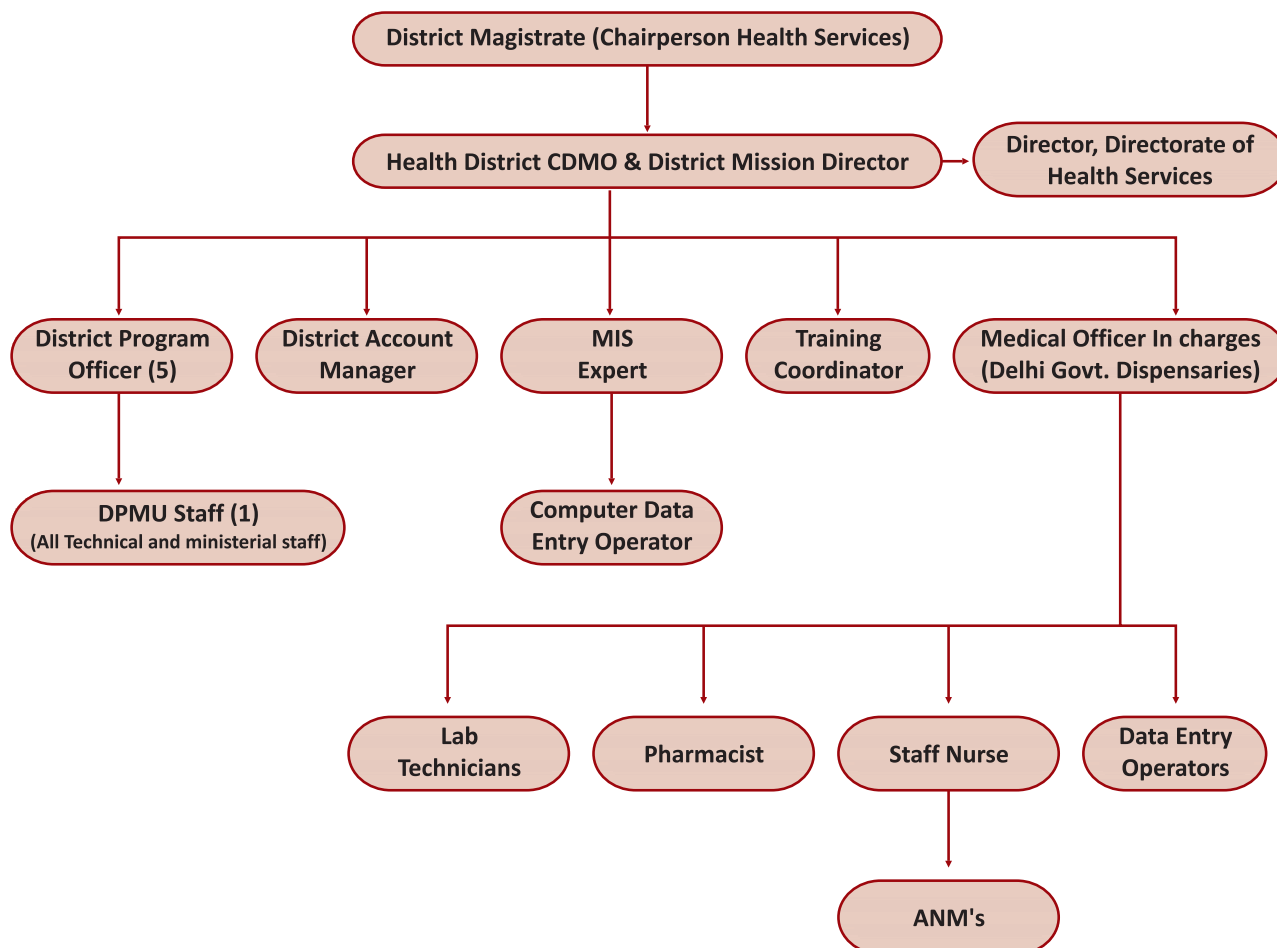 District Magistrate (Chairperson Health Services)
Health District CDMO & District Mission Director
Director, Directorate of
Health Services
District Program
Officer (5)
District Account
Manager
MIS
Expert
Training
Coordinator
Medical Officer In charges
(Delhi Govt. Dispensaries)
DPMU Staff (1)
(All Technical and ministerial staff)
Computer Data
Entry Operator
Lab
Technicians
Pharmacist
Staff Nurse
Data Entry
Operators
ANM's